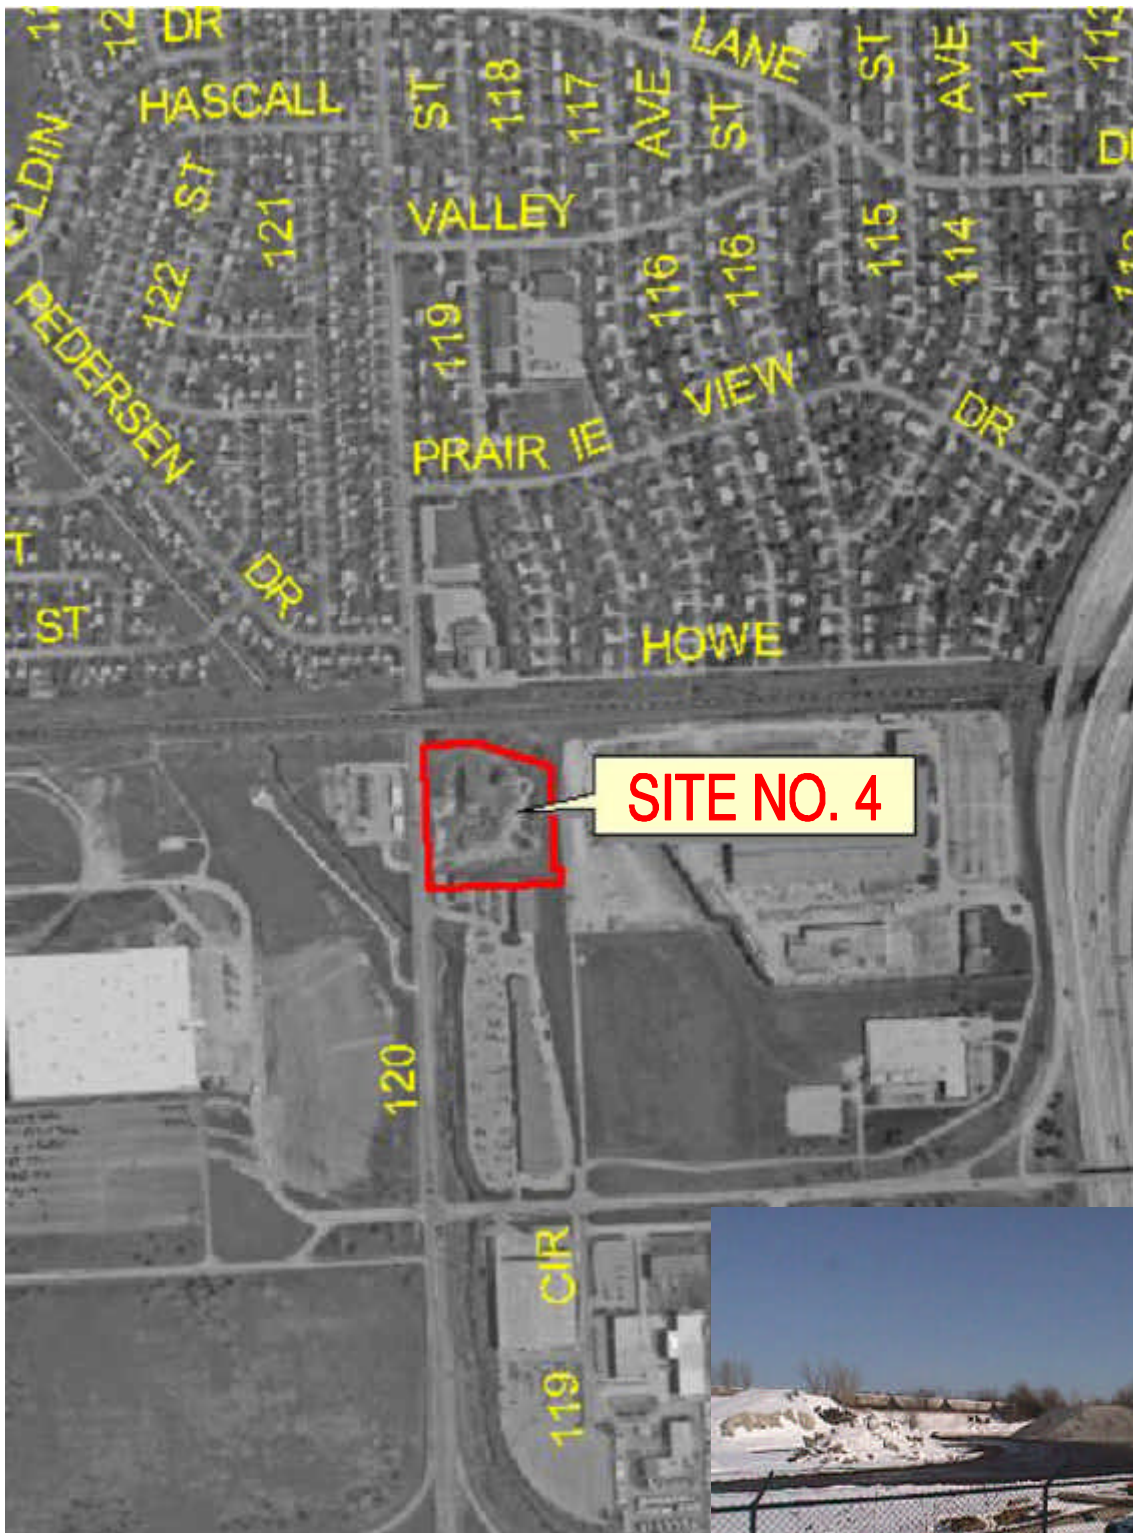 DR
HASCALL
LDIN
ST
121
122
PEDERSEN
DR
ST
ST
118
117
AVE
ST
LANE
ST
AVE
114
VALLEY
119
116
116
115
114
PRAIR IE
VIEW
DR
HOWE
SITE NO. 4
120
CIR
119